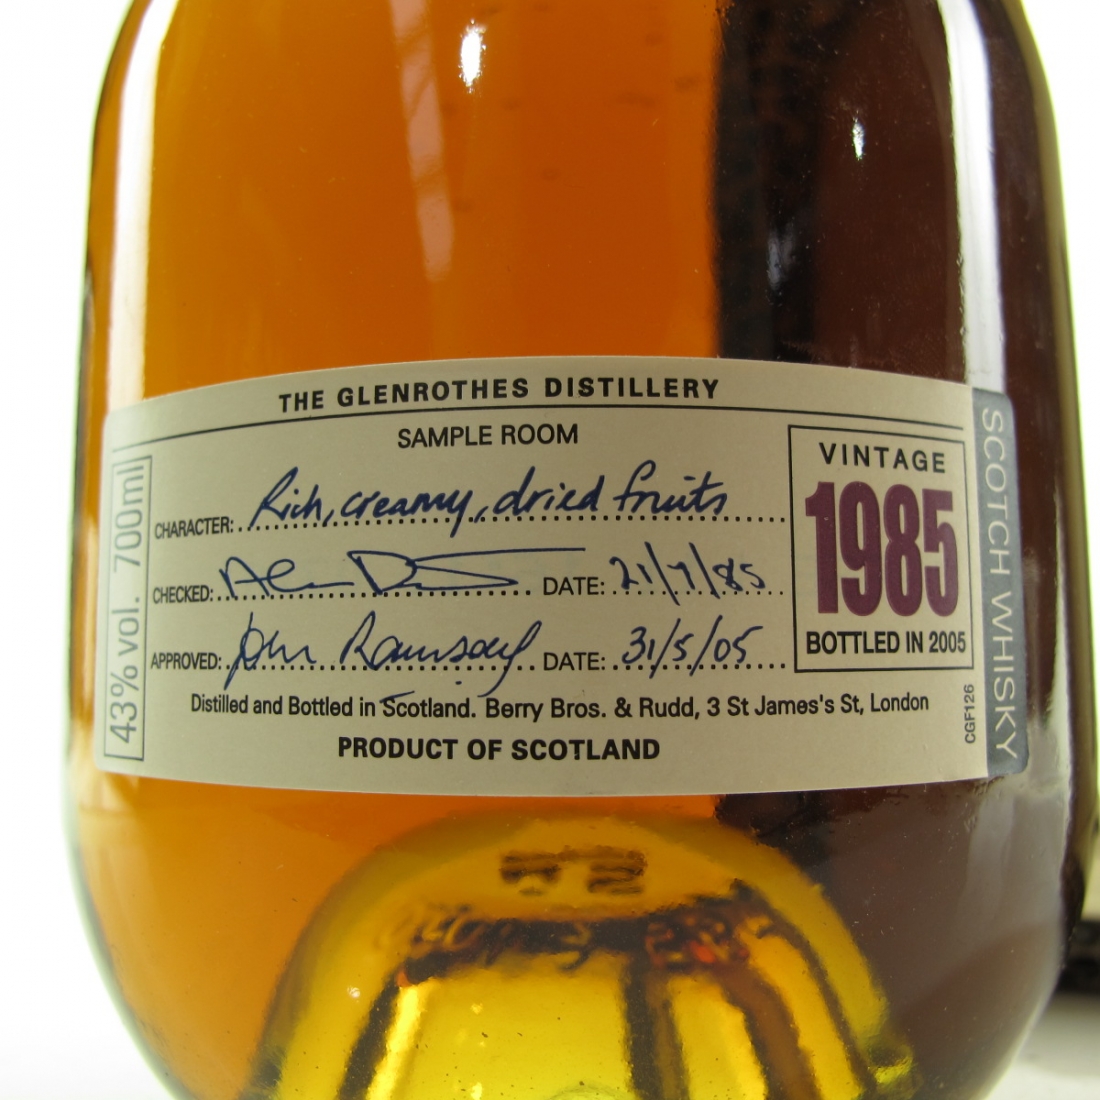 THE GLENROTHES DISTILLERY
SAMPLE ROOM
CHARACTER: Rich, creamy, dried fruits
CHECKED: DATE: 21/7/85
APPROVED: John Ramsay DATE: 31/5/05
Distilled and Bottled in Scotland. Berry Bros. & Rudd, 3 St James's St, London
PRODUCT OF SCOTLAND
43% vol. 700ml
VINTAGE
1985
BOTTLED IN 2005
CGF126
SCOTCH WHISKY